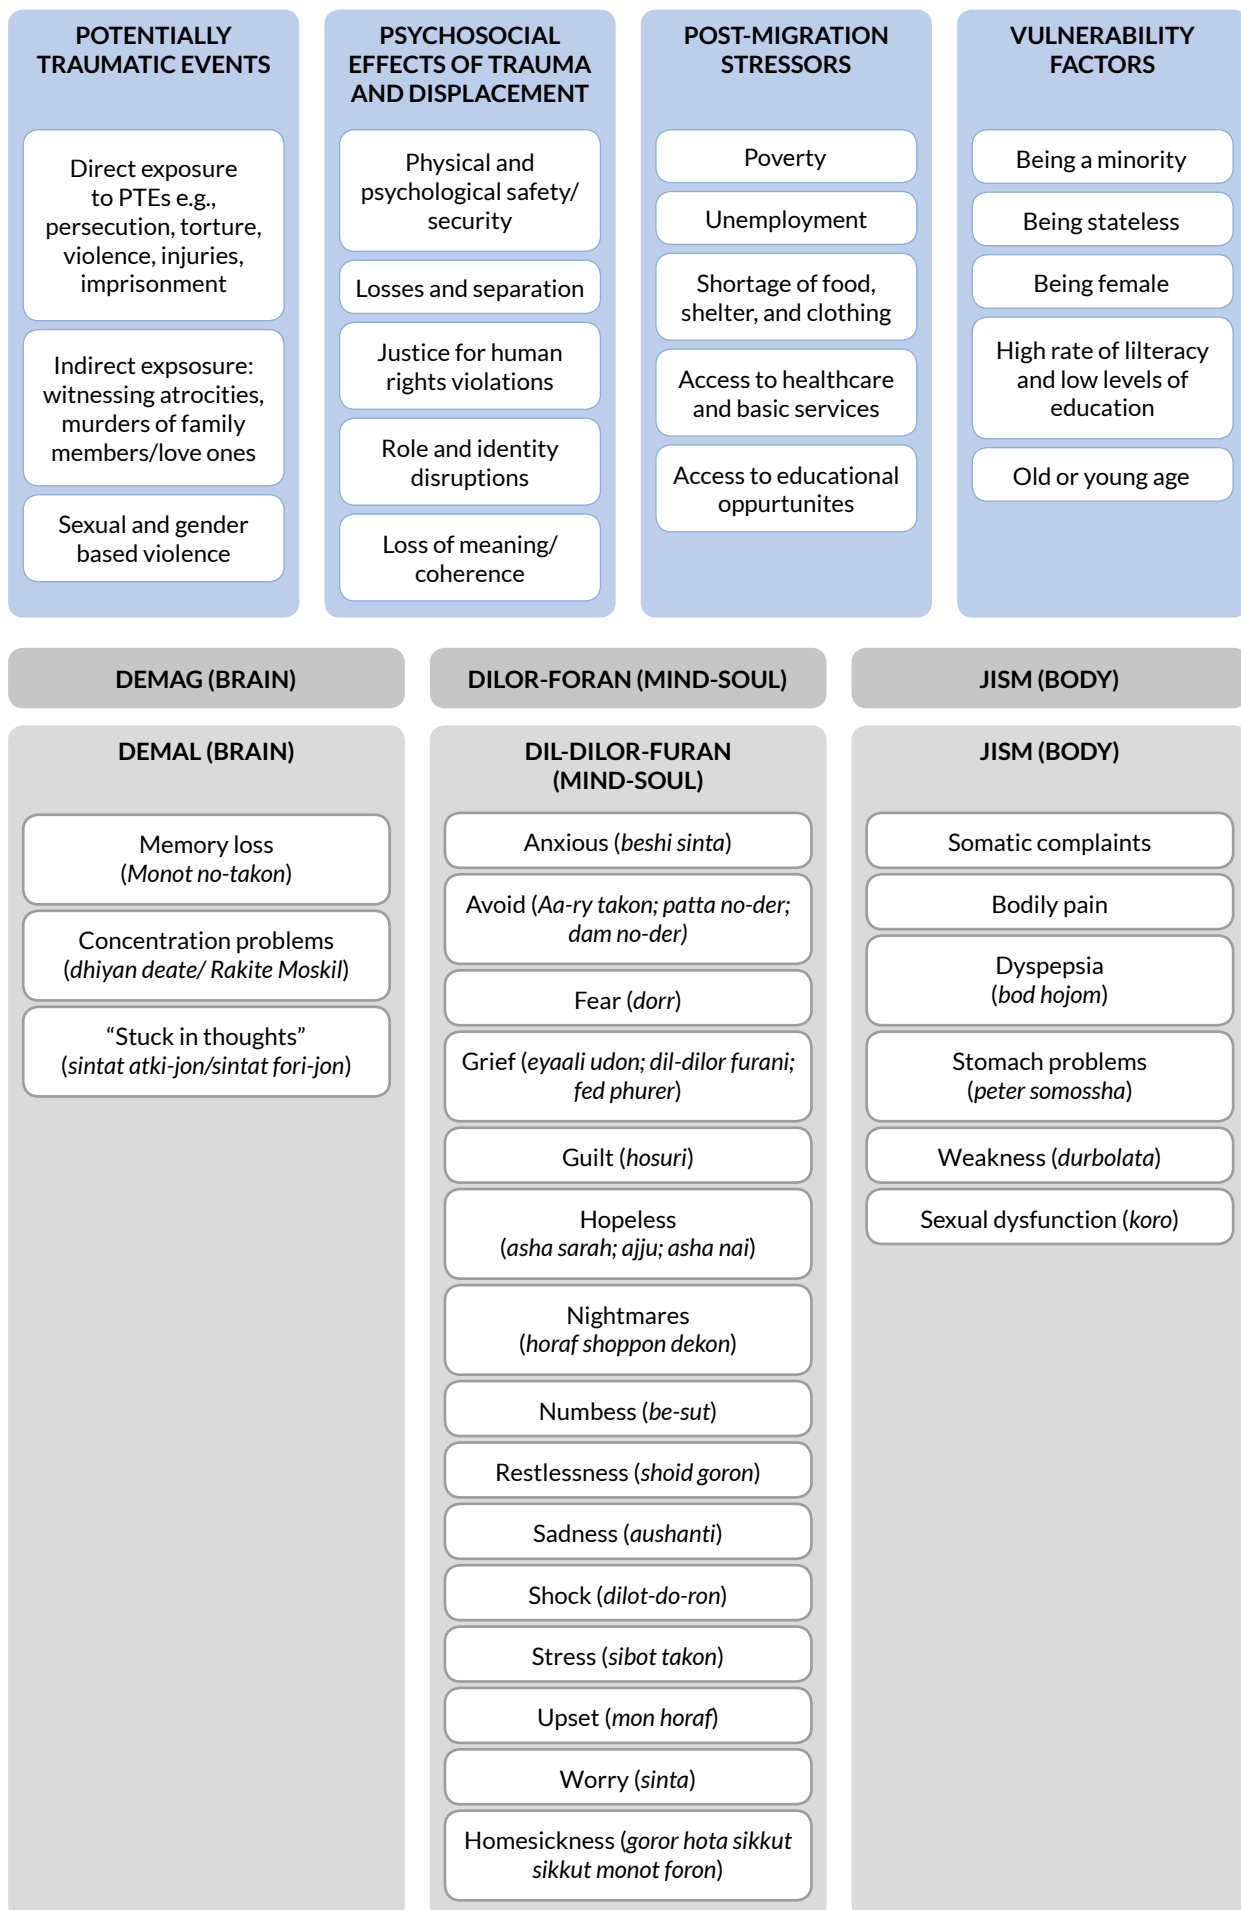 POTENTIALLY
TRAUMATIC EVENTS
Direct exposure
to PTEs e.g.,
persecution, torture,
violence, injuries,
imprisonment
Indirect expsosure:
witnessing atrocities,
murders of family
members/love ones
Sexual and gender
based violence
PSYCHOSOCIAL
EFFECTS OF TRAUMA
AND DISPLACEMENT
Physical and
psychological safety/
security
Losses and separation
Justice for human
rights violations
Role and identity
disruptions
Loss of meaning/
coherence
POST-MIGRATION
STRESSORS
Poverty
Unemployment
Shortage of food,
shelter, and clothing
Access to healthcare
and basic services
Access to educational
oppurtunites
VULNERABILITY
FACTORS
Being a minority
Being stateless
Being female
High rate of lilteracy
and low levels of
education
Old or young age
DEMAG (BRAIN)
DILOR-FORAN (MIND-SOUL)
JISM (BODY)
DEMAL (BRAIN)
Memory loss
(Monot no-takon)
Concentration problems
(dhiyan deate/ Rakite Moskil)
“Stuck in thoughts”
(sintat atki-jon/sintat fori-jon)
DIL-DILOR-FURAN
(MIND-SOUL)
Anxious (beshi sinta)
Avoid (Aa-ry takon; patta no-der;
dam no-der)
Fear (dorr)
Grief (eyaali udon; dil-dilor furani;
fed phurer)
Guilt (hosuri)
Hopeless
(asha sarah; ajju; asha nai)
Nightmares
(horaf shoppon dekon)
Numbess (be-sut)
Restlessness (shoid goron)
Sadness (aushanti)
Shock (dilot-do-ron)
Stress (sibot takon)
Upset (mon horaf)
Worry (sinta)
Homesickness (goror hota sikkut
sikkut monot foron)
JISM (BODY)
Somatic complaints
Bodily pain
Dyspepsia
(bod hojom)
Stomach problems
(peter somossha)
Weakness (durbolata)
Sexual dysfunction (koro)